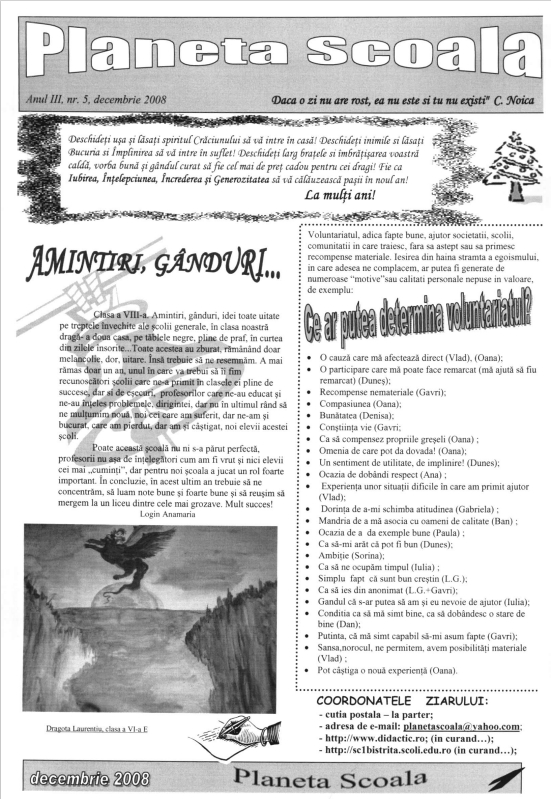 Planeta Scoala
Anul III, nr. 5, decembrie 2008
Daca o zi nu are rost, ea nu este si tu nu existi" C. Noica
Deschideți ușa și lăsați spiritul Crăciunului să vă intre în casă! Deschideți inimile si lăsați
Bucuria si Împlinirea să vă intre în suflet! Deschideți larg brațele si îmbrățisarea voastră
caldă, vorba bună și gândul curat să fie cel mai de preț cadou pentru cei dragi! Fie ca
Iubirea, Înțelepciunea, Încrederea și Generozitatea să vă călăuzească pașii în noul an!
La mulți ani!
AMINTIRI, GÂNDURI...
Clasa a VIII-a. Amintiri, gânduri, idei toate uitate
pe treptele învechite ale școlii generale, în clasa noastră
dragă- a doua casa, pe tăblele negre, pline de praf, în curtea
din zilele însorite...Toate acestea au zburat, rămânând doar
melancolie, dor, uitare. Însă trebuie să ne resemnăm. A mai
rămas doar un an, unul în care va trebui să îi fim
recunoscători școlii care ne-a primit în clasele ei pline de
succese, dar si de eșecuri, profesorilor care ne-au educat și
ne-au înțeles problemele, dirigintei, dar nu în ultimul rând să
ne mulțumim nouă, noi cei care am suferit, dar ne-am și
bucurat, care am pierdut, dar am și câștigat, noi elevii acestei
școli.
Poate această școală nu ni s-a părut perfectă,
profesorii nu așa de înțelegători cum am fi vrut și nici elevii
cei mai „cuminți”, dar pentru noi școala a jucat un rol foarte
important. În concluzie, în acest ultim an trebuie să ne
concentrăm, să luam note bune și foarte bune și să reușim să
mergem la un liceu dintre cele mai grozave. Mult succes!
Login Anamaria
Dragota Laurentiu, clasa a VI-a E
Voluntariatul, adica fapte bune, ajutor societatii, scolii,
comunitatii in care traiesc, fara sa astept sau sa primesc
recompense materiale. Iesirea din haina stramta a egoismului,
in care adesea ne complacem, ar putea fi generat de
numeroase “motive”sau calitati personale nepuse in valoare,
de exemplu:
Ce ar putea determina voluntariatul?
• O cauză care mă afectează direct (Vlad), (Oana);
• O participare care mă poate face remarcat (mă ajută să fiu
remarcat) (Duneș);
• Recompense nemateriale (Gavri);
• Compasiunea (Oana);
• Bunătatea (Denisa);
• Conștiința vie (Gavri;
• Ca să compensez propriile greșeli (Oana) ;
• Omenia de care pot da dovada! (Oana);
• Un sentiment de utilitate, de implinire! (Dunes);
• Ocazia de dobândi respect (Ana) ;
• Experiența unor situații dificile în care am primit ajutor
(Vlad);
• Dorința de a-mi schimba atitudinea (Gabriela) ;
• Mandria de a mă asocia cu oameni de calitate (Ban) ;
• Ocazia de a da exemple bune (Paula) ;
• Ca să-mi arăt că pot fi bun (Dunes);
• Ambiție (Sorina);
• Ca să ne ocupăm timpul (Iulia) ;
• Simplu fapt că sunt bun creștin (L.G.);
• Ca să ies din anonimat (L.G.+Gavri);
• Gandul că s-ar putea să am și eu nevoie de ajutor (Iulia);
• Conditia ca să mă simt bine, ca să dobândesc o stare de
bine (Dan);
• Putinta, că mă simt capabil să-mi asum fapte (Gavri);
• Sansa,norocul, ne permitem, avem posibilități materiale
(Vlad) ;
• Pot câștiga o nouă experiență (Oana).
COORDONATELE ZIARULUI:
- cutia postala – la parter;
- adresa de e-mail: planetascoala@yahoo.com;
- http://www.didactic.ro; (in curand…);
- http://sc1bistrita.scoli.edu.ro (in curand…);
decembrie 2008
Planeta Scoala